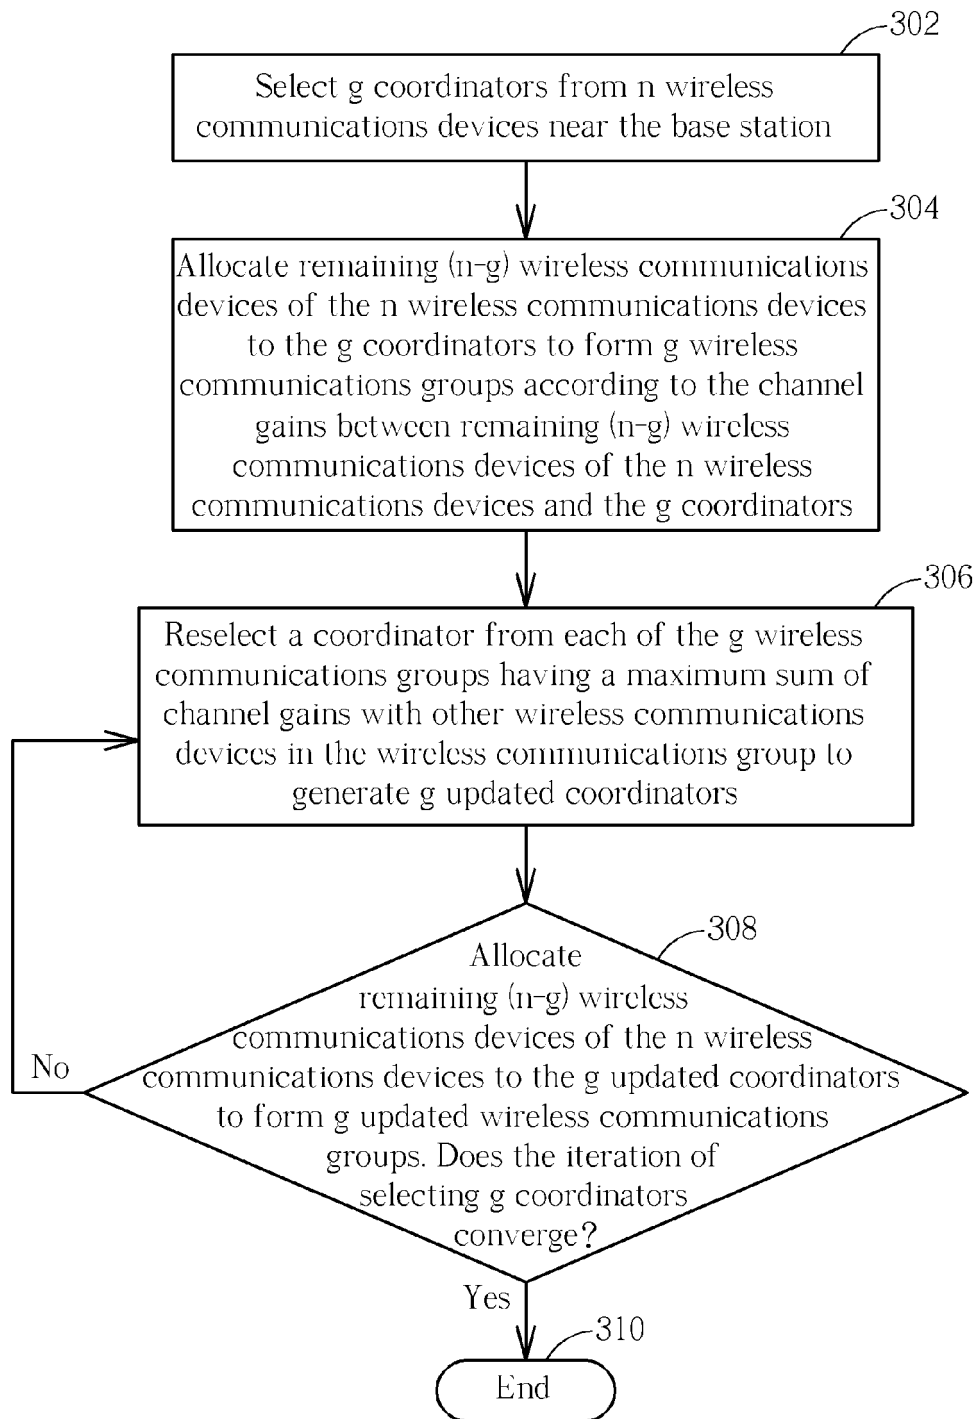 302
Select g coordinators from n wireless
communications devices near the base station
304
Allocate remaining (n-g) wireless communications
devices of the n wireless communications devices
to the g coordinators to form g wireless
communications groups according to the channel
gains between remaining (n-g) wireless
communications devices of the n wireless
communications devices and the g coordinators
306
Reselect a coordinator from each of the g wireless
communications groups having a maximum sum of
channel gains with other wireless communications
devices in the wireless communications group to
generate g updated coordinators
308
Allocate
remaining (n-g) wireless
communications devices of the n wireless
communications devices to the g updated coordinators
to form g updated wireless communications
groups. Does the iteration of
selecting g coordinators
converge?
No
Yes
310
End